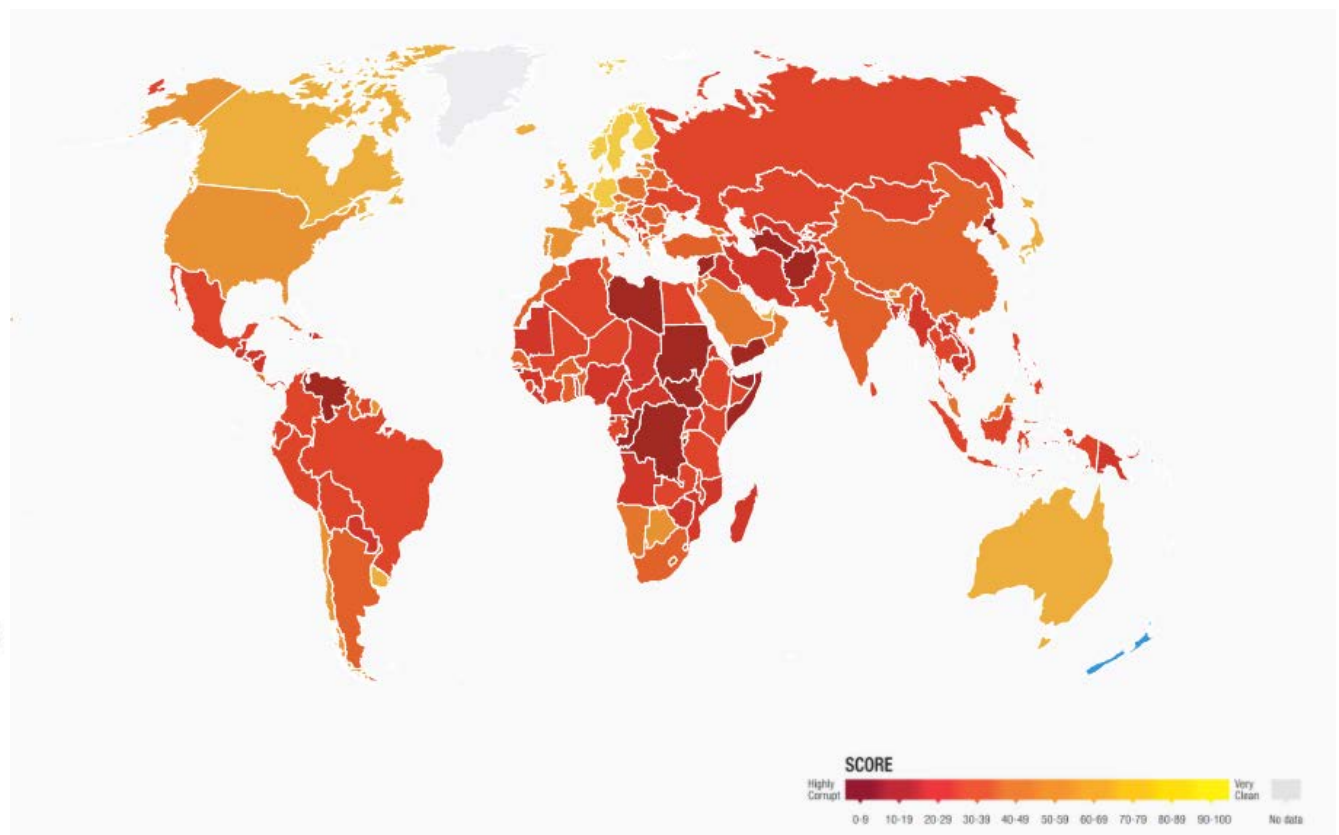 SCORE
Highly Corrupt
Very Clean
0-9 10-19 20-29 30-39 40-49 50-59 60-69 70-79 80-89 90-100 No data